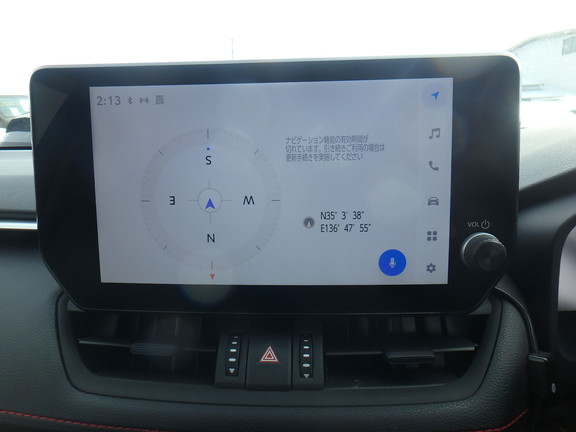 2:13
S
E
W
N
ナビゲーション機能の有効期間が
切れています。引き続きご利用の場合は
更新手続きを実施してください
N35° 3′ 38″
E136° 47′ 55″
VOL